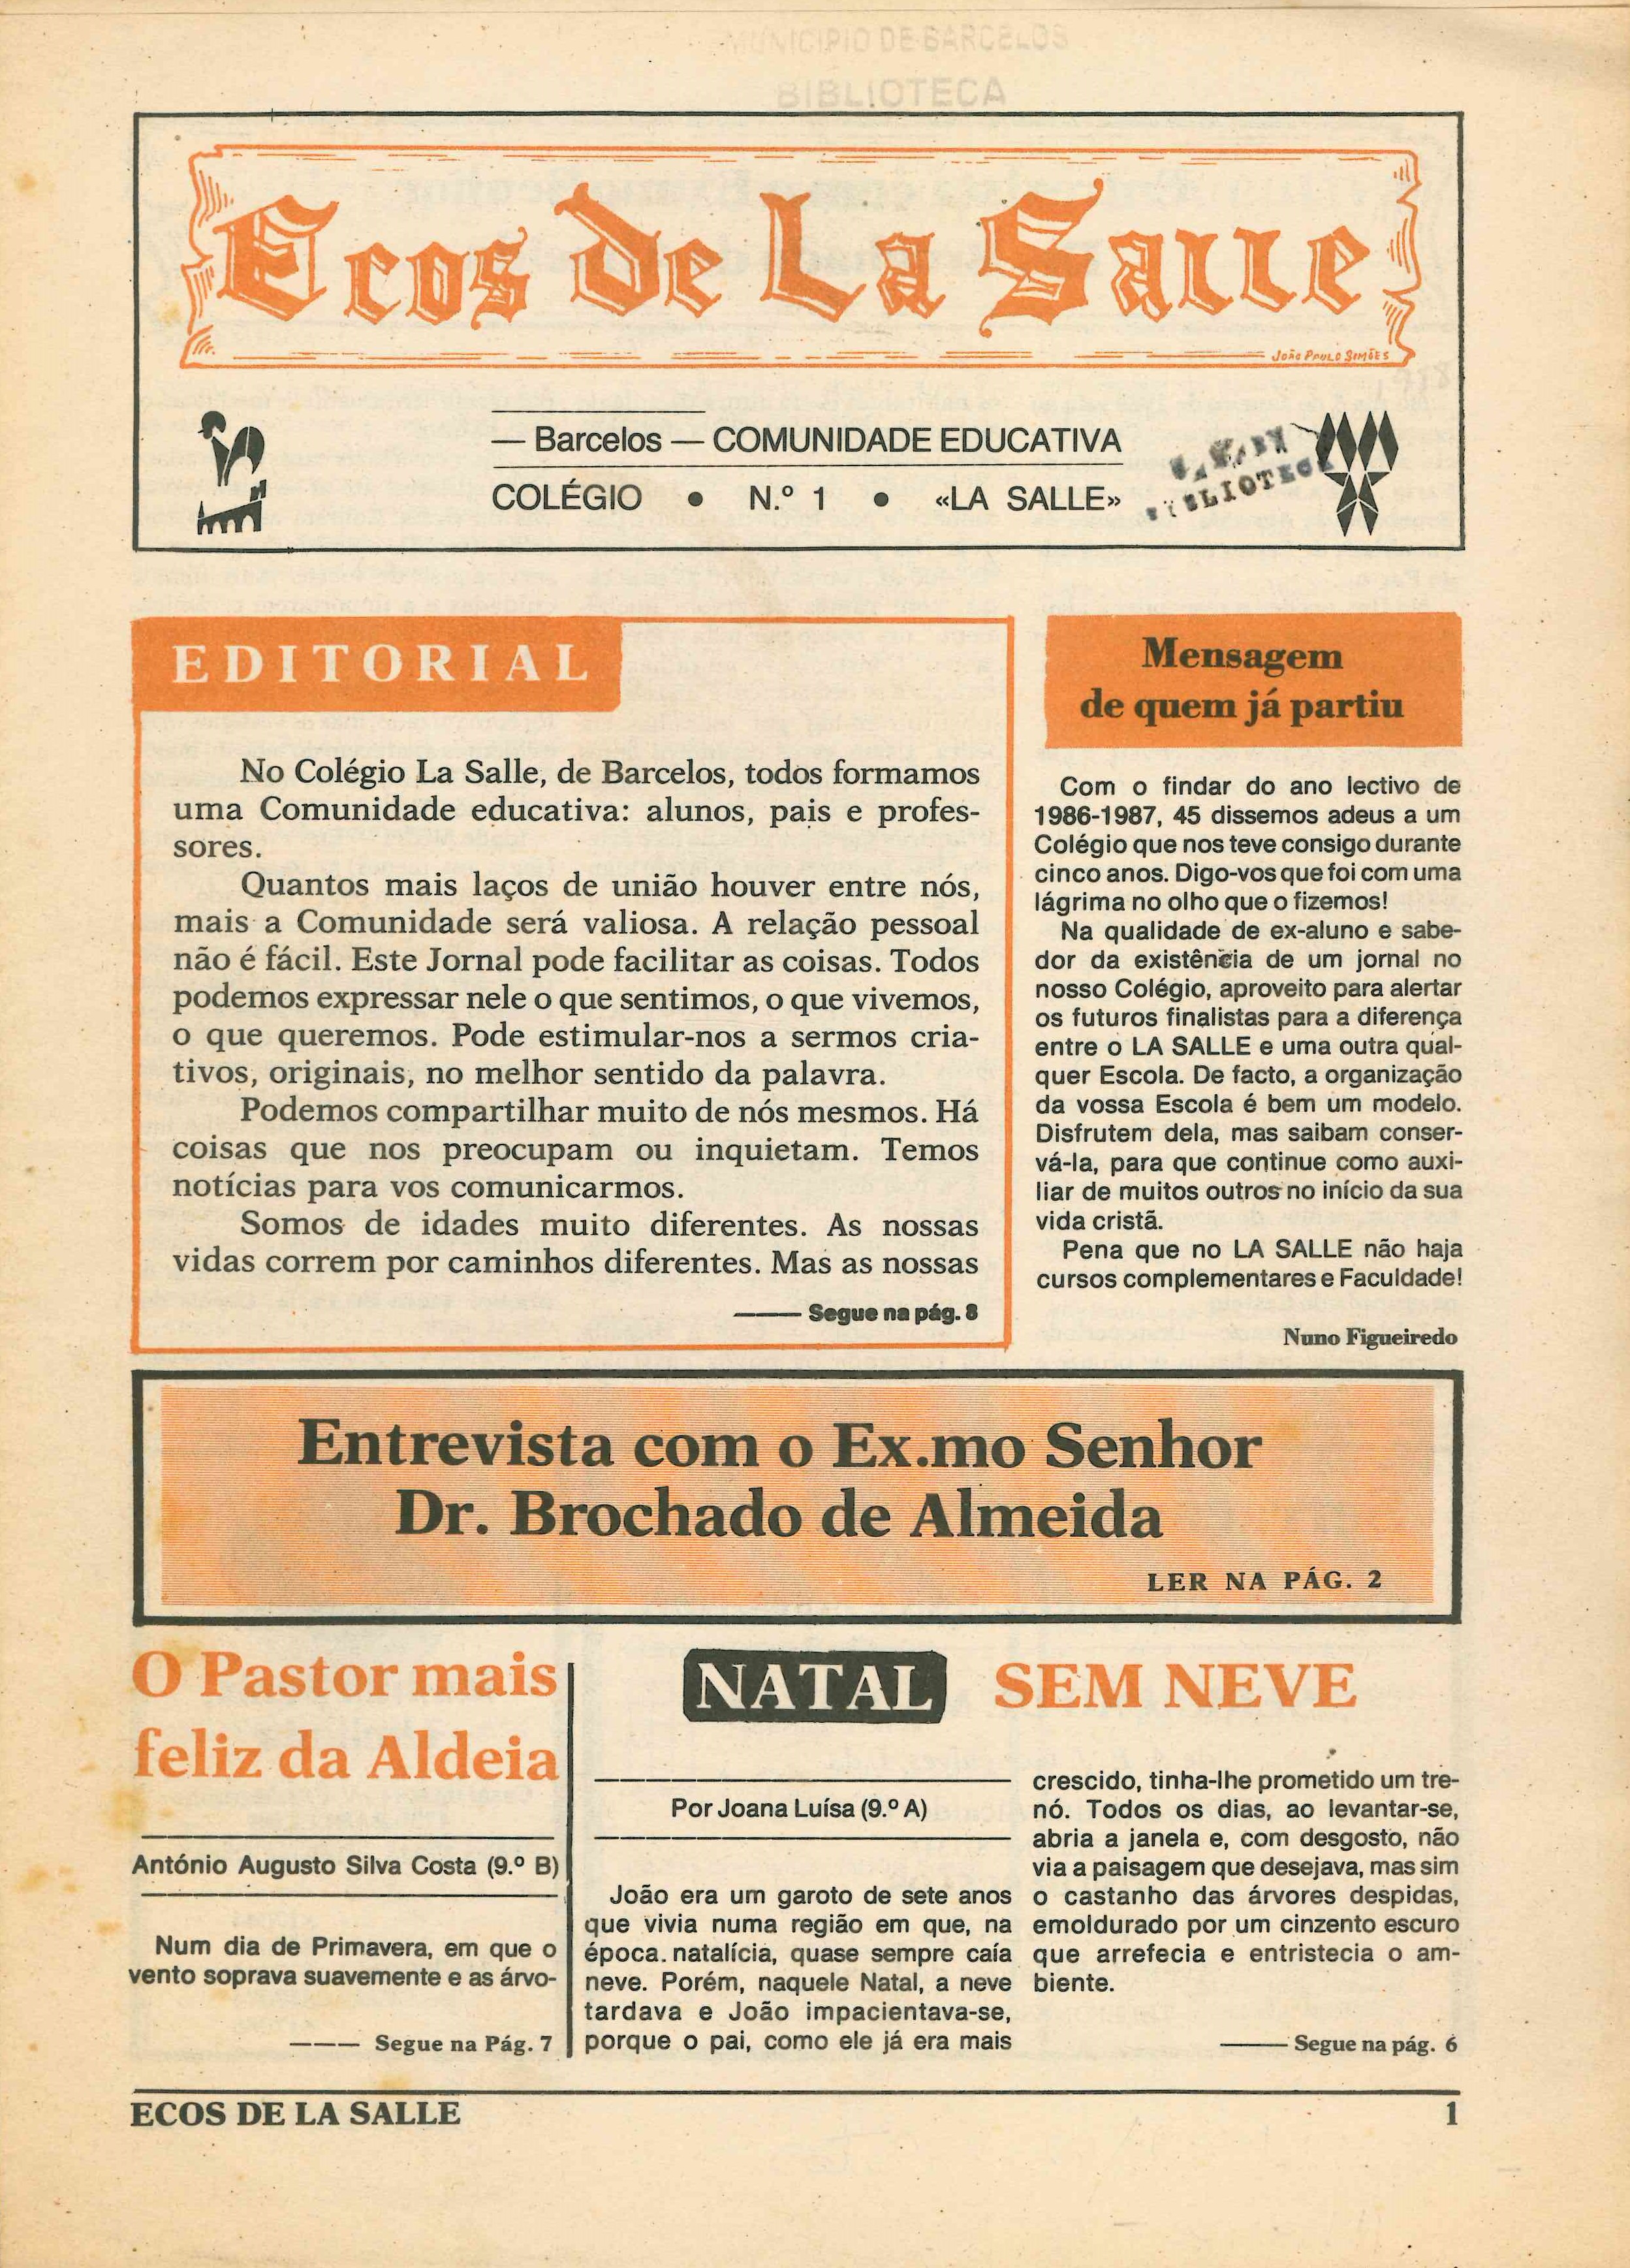 MUNICIPIO DE BARCELOS
BIBLIOTECA
Ecos de La Salle
JOÃO PAULO SIMÕES
— Barcelos — COMUNIDADE EDUCATIVA
COLÉGIO • N.º 1 • «LA SALLE»
BIBLIOTECA
EDITORIAL
No Colégio La Salle, de Barcelos, todos formamos
uma Comunidade educativa: alunos, pais e profes-
sores.
Quantos mais laços de união houver entre nós,
mais a Comunidade será valiosa. A relação pessoal
não é fácil. Este Jornal pode facilitar as coisas. Todos
podemos expressar nele o que sentimos, o que vivemos,
o que queremos. Pode estimular-nos a sermos cria-
tivos, originais, no melhor sentido da palavra.
Podemos compartilhar muito de nós mesmos. Há
coisas que nos preocupam ou inquietam. Temos
notícias para vos comunicarmos.
Somos de idades muito diferentes. As nossas
vidas correm por caminhos diferentes. Mas as nossas
—— Segue na pág. 8
Mensagem
de quem já partiu
Com o findar do ano lectivo de
1986-1987, 45 dissemos adeus a um
Colégio que nos teve consigo durante
cinco anos. Digo-vos que foi com uma
lágrima no olho que o fizemos!
Na qualidade de ex-aluno e sabe-
dor da existência de um jornal no
nosso Colégio, aproveito para alertar
os futuros finalistas para a diferença
entre o LA SALLE e uma outra qual-
quer Escola. De facto, a organização
da vossa Escola é bem um modelo.
Disfrutem dela, mas saibam conser-
vá-la, para que continue como auxi-
liar de muitos outros no início da sua
vida cristã.
Pena que no LA SALLE não haja
cursos complementares e Faculdade!
Nuno Figueiredo
Entrevista com o Ex.mo Senhor
Dr. Brochado de Almeida
LER NA PÁG. 2
O Pastor mais
feliz da Aldeia
António Augusto Silva Costa (9.º B)
Num dia de Primavera, em que o
vento soprava suavemente e as árvo-
——— Segue na Pág. 7
NATAL SEM NEVE
Por Joana Luísa (9.º A)
João era um garoto de sete anos
que vivia numa região em que, na
época natalícia, quase sempre caía
neve. Porém, naquele Natal, a neve
tardava e João impacientava-se,
porque o pai, como ele já era mais
crescido, tinha-lhe prometido um tre-
nó. Todos os dias, ao levantar-se,
abria a janela e, com desgosto, não
via a paisagem que desejava, mas sim
o castanho das árvores despidas,
emoldurado por um cinzento escuro
que arrefecia e entristecia o am-
biente.
—— Segue na pág. 6
ECOS DE LA SALLE
1